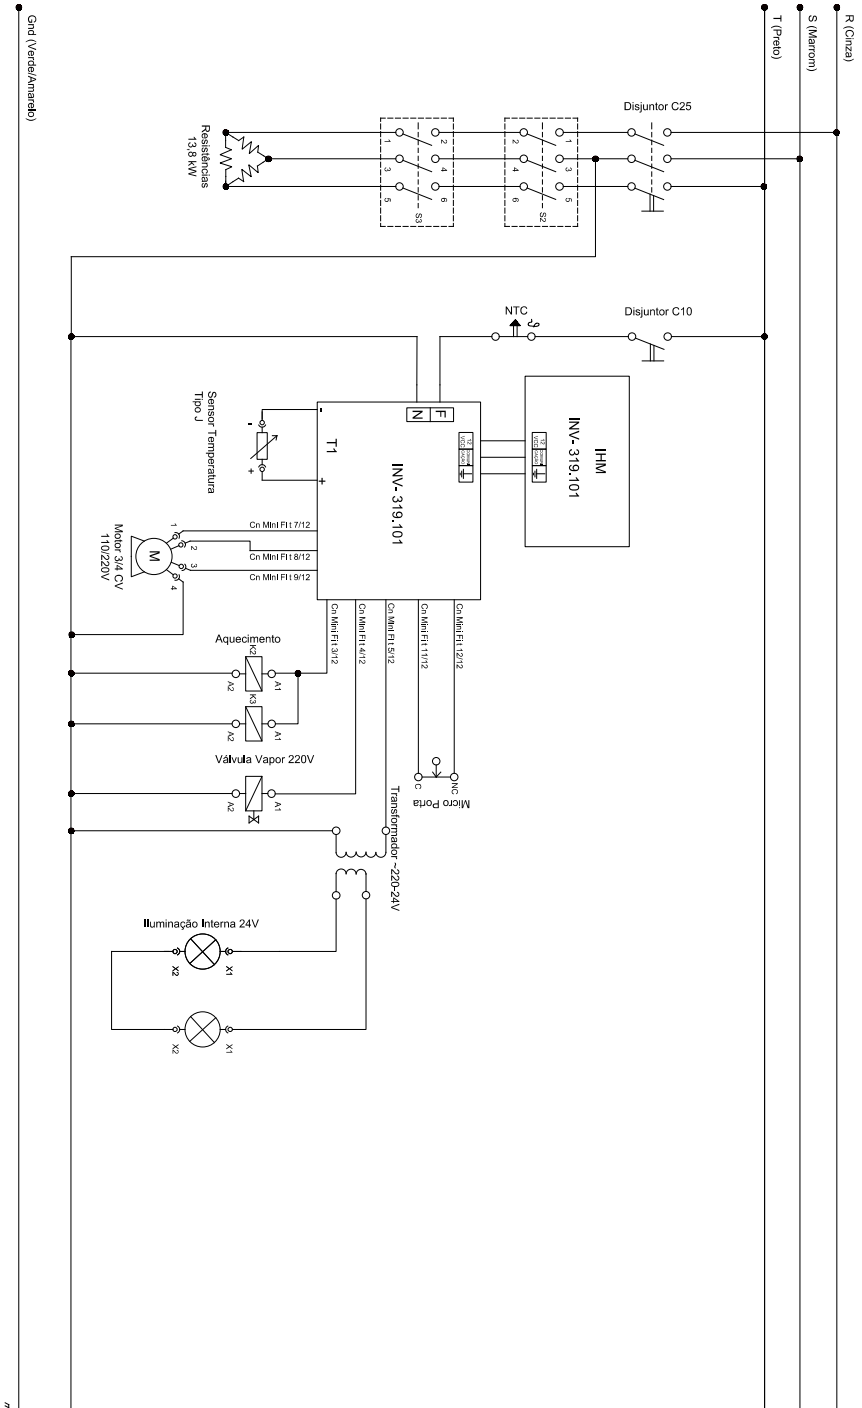 R (Cinza)
S (Marrom)
T (Preto)
Gnd (Verde/Amarelo)
Disjuntor C25
1
3
5
2
4
6
S2
2
4
6
1
3
5
S3
Resistências
13,8 kW
NTC
Disjuntor C10
IHM
INV- 319.101
12
VCC
12
VCC
F
N
INV- 319.101
T1
-
+
Sensor Temperatura
Tipo J
-
+
Cn Mini Fit 7/12
Cn Mini Fit 8/12
Cn Mini Fit 9/12
1
2
3
4
M
Motor 3/4 CV
110/220V
Cn Mini Fit 3/12
Cn Mini Fit 4/12
Cn Mini Fit 5/12
Cn Mini Fit 11/12
Cn Mini Fit 12/12
Aquecimento
K2
A2
A1
K3
A2
A1
Válvula Vapor 220V
A2
A1
C
NC
Micro Porta
Transformador ~220-24V
Iluminação Interna 24V
X2
X1
X2
X1